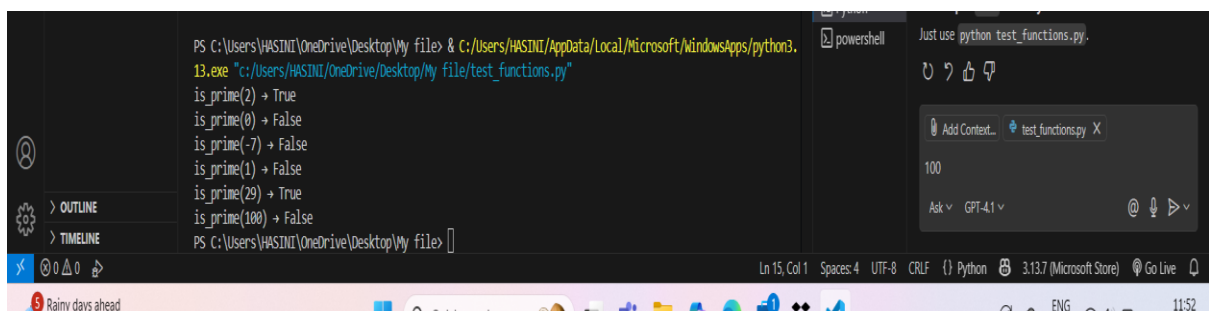 Python
powershell
PS C:\Users\HASINI\OneDrive\Desktop\My file> & C:/Users/HASINI/AppData/Local/Microsoft/WindowsApps/python3.
13.exe "c:/Users/HASINI/OneDrive/Desktop/My file/test_functions.py"
is_prime(2) → True
is_prime(0) → False
is_prime(-7) → False
is_prime(1) → False
is_prime(29) → True
is_prime(100) → False
PS C:\Users\HASINI\OneDrive\Desktop\My file>
Just use python test_functions.py.
Add Context... test_functions.py X
100
Ask GPT-4.1
> OUTLINE
> TIMELINE
0 0 Ln 15, Col 1 Spaces: 4 UTF-8 CRLF {} Python 3.13.7 (Microsoft Store) Go Live
5 Rainy days ahead
ENG 11:52